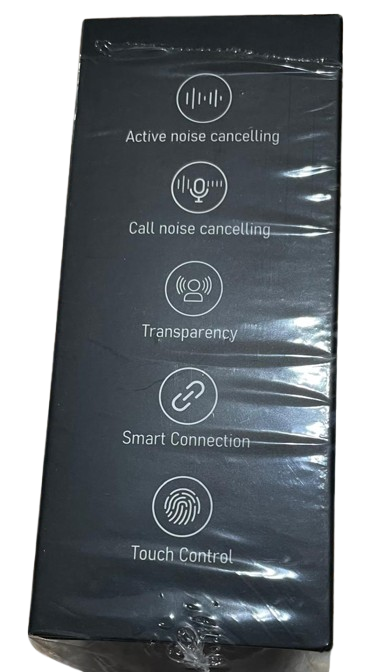 Active noise cancelling
Call noise cancelling
Transparency
Smart Connection
Touch Control